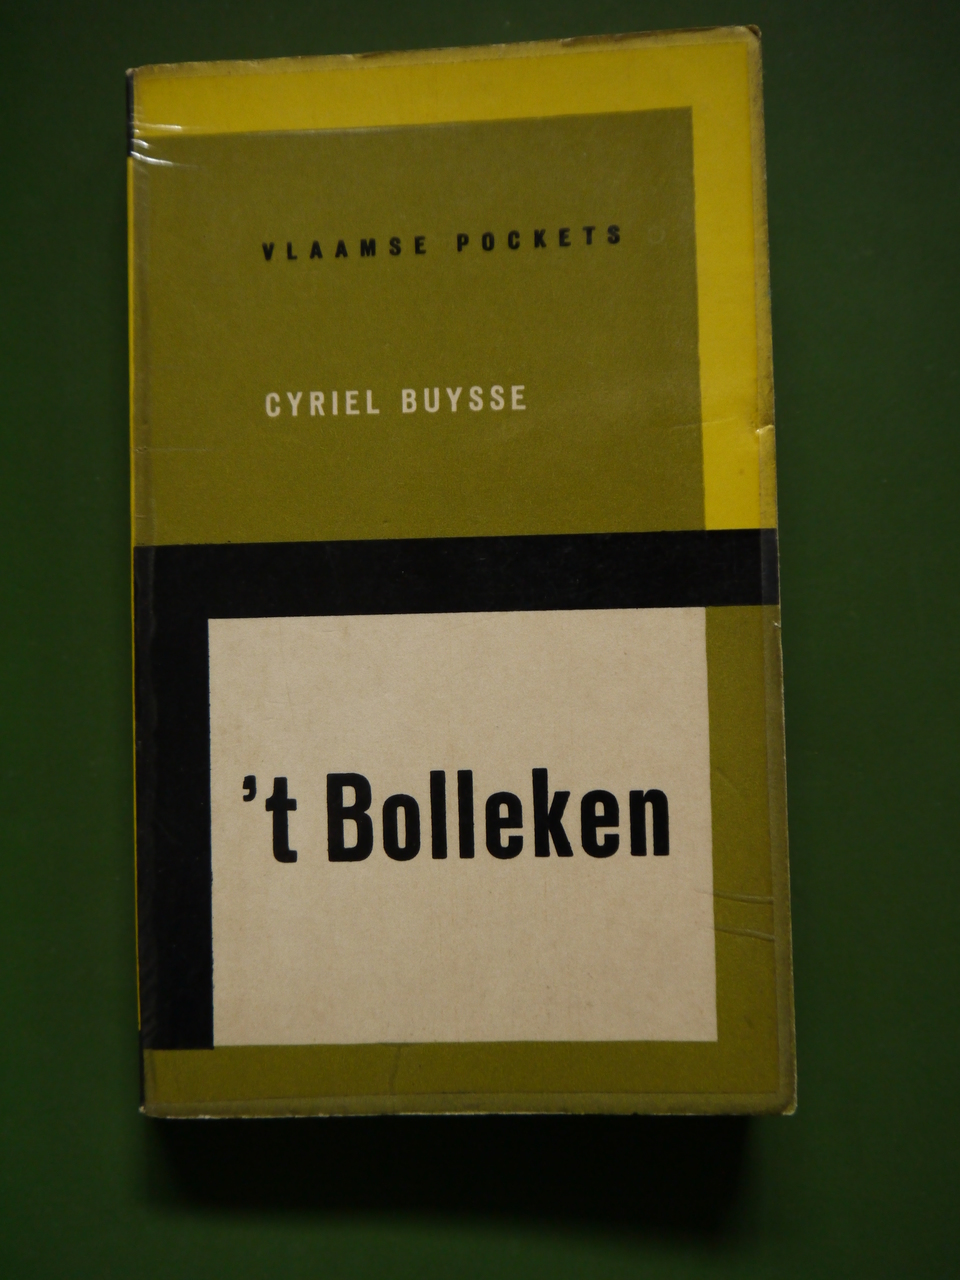 VLAAMSE POCKETS
CYRIEL BUYSSE
’t Bolleken